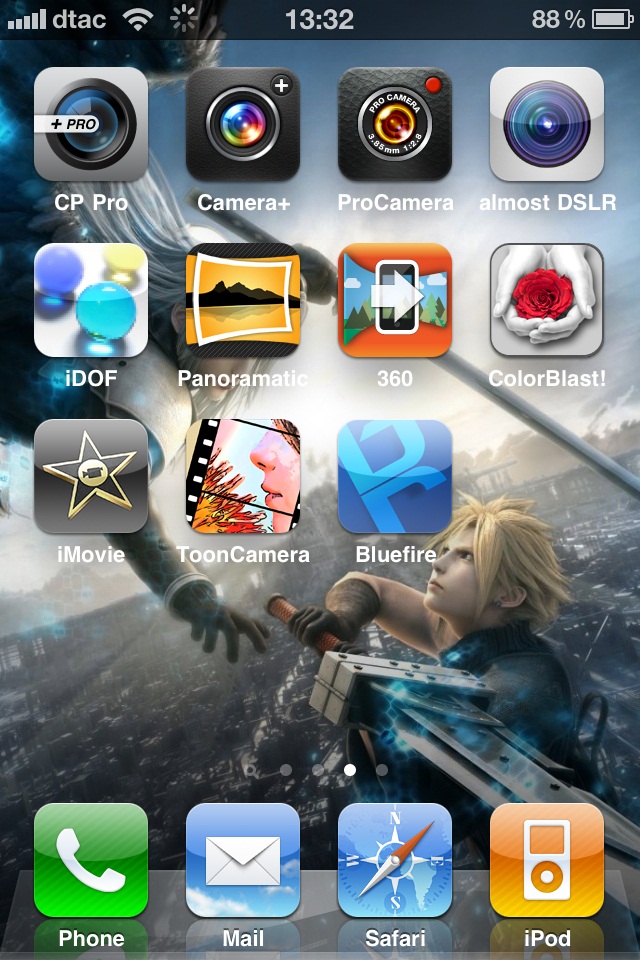 dtac 13:32 88 %
+ PRO
+
PRO CAMERA
3.85mm 1:2.8
CP Pro Camera+ ProCamera almost DSLR
iDOF Panoramatic 360 ColorBlast!
iMovie ToonCamera Bluefire
N
W E
S
Phone Mail Safari iPod